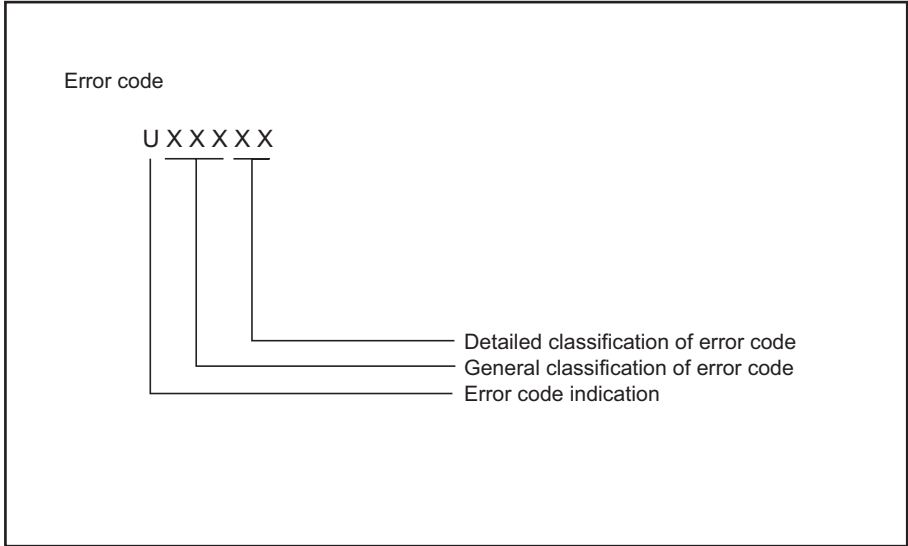 Error code
U X X X X X
Detailed classification of error code
General classification of error code
Error code indication